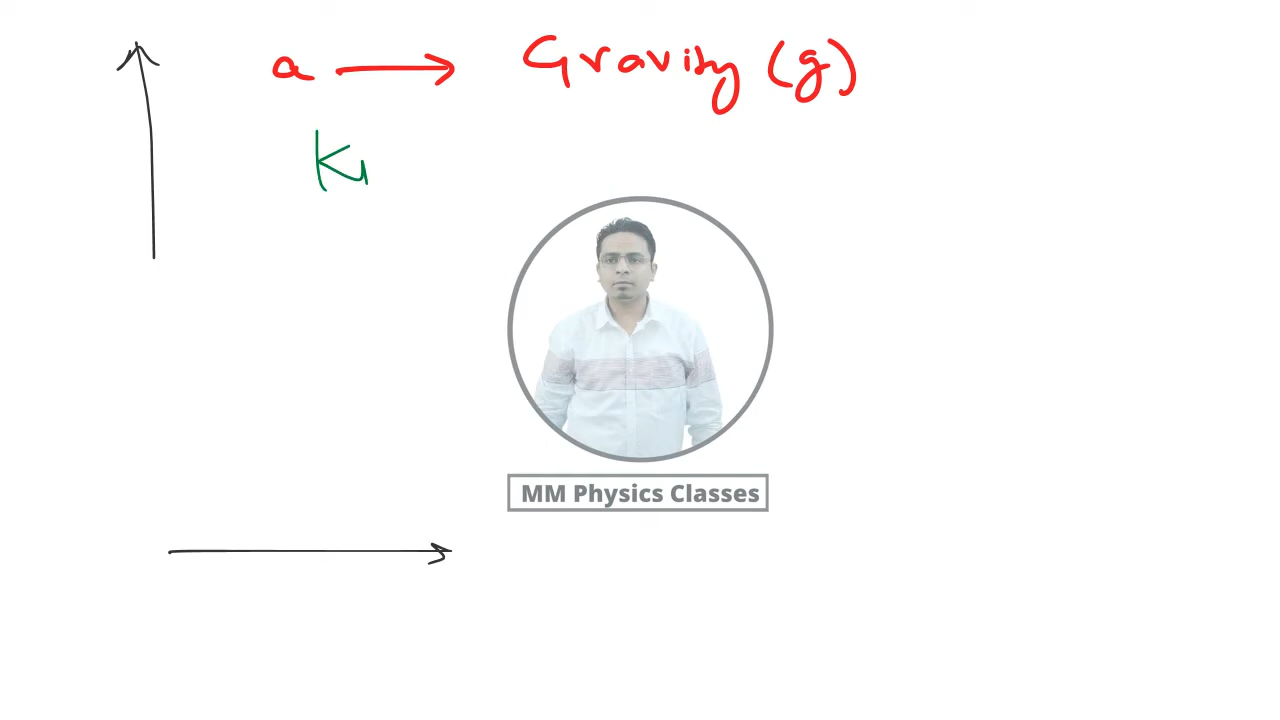 a → Gravity (g)
MM Physics Classes